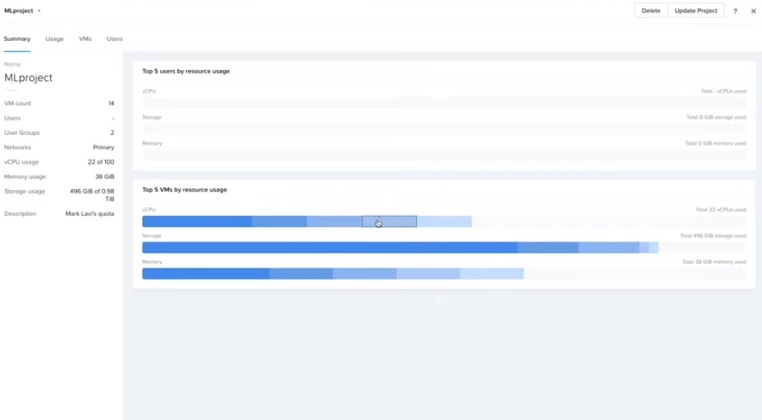 MLproject
Delete
Update Project
?
×
Summary
Usage
VMs
Users
Name
MLproject
VM count 14
Users -
User Groups 2
Networks Primary
vCPU usage 22 of 100
Memory usage 38 GiB
Storage usage 496 GiB of 0.98
TiB
Description Mark Lavi's quota
Top 5 users by resource usage
vCPU Total - vCPUs used
Storage Total 0 GiB storage used
Memory Total 0 GiB memory used
Top 5 VMs by resource usage
vCPU Total 22 vCPUs used
Storage Total 496 GiB storage used
Memory Total 38 GiB memory used